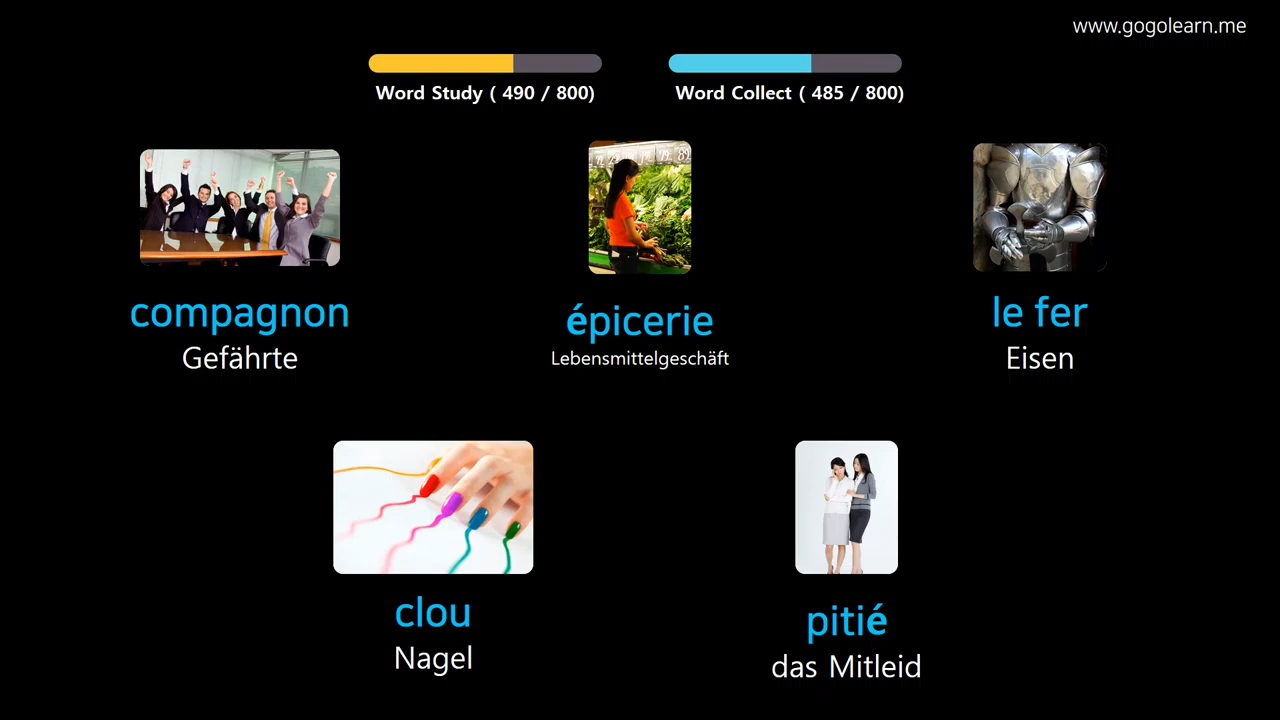 www.gogolearn.me
Word Study ( 490 / 800)
Word Collect ( 485 / 800)
compagnon
Gefährte
épicerie
Lebensmittelgeschäft
le fer
Eisen
clou
Nagel
pitié
das Mitleid